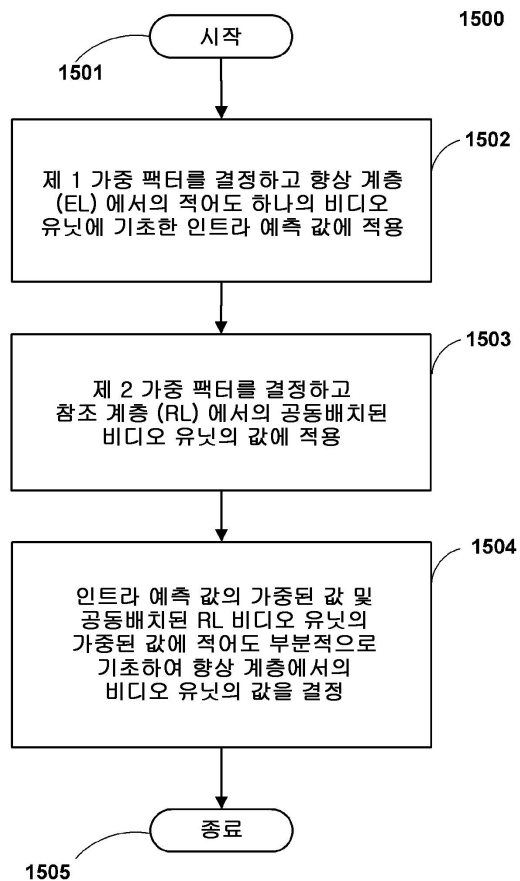 1500
시작
1501
1502
제 1 가중 팩터를 결정하고 향상 계층
(EL) 에서의 적어도 하나의 비디오
유닛에 기초한 인트라 예측 값에 적용
1503
제 2 가중 팩터를 결정하고
참조 계층 (RL) 에서의 공동배치된
비디오 유닛의 값에 적용
1504
인트라 예측 값의 가중된 값 및
공동배치된 RL 비디오 유닛의
가중된 값에 적어도 부분적으로
기초하여 향상 계층에서의
비디오 유닛의 값을 결정
종료
1505